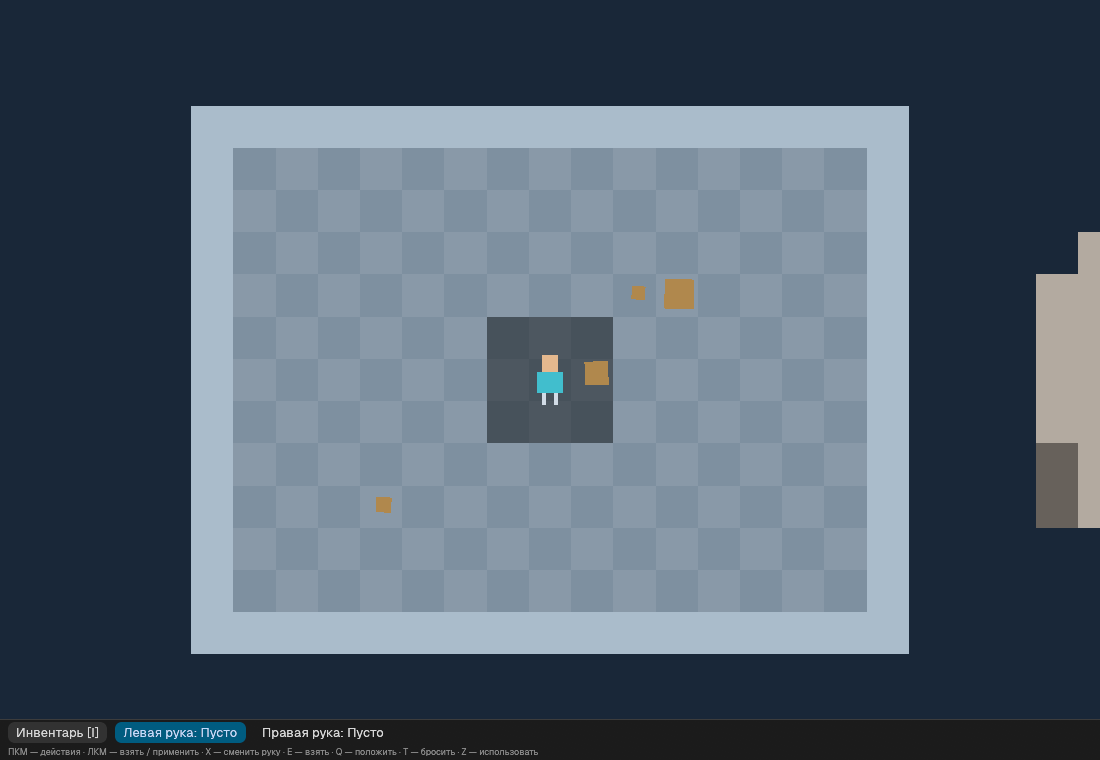 Инвентарь [I] Левая рука: Пусто Правая рука: Пусто
ПКМ — действия · ЛКМ — взять / применить · X — сменить руку · E — взять · Q — положить · T — бросить · Z — использовать